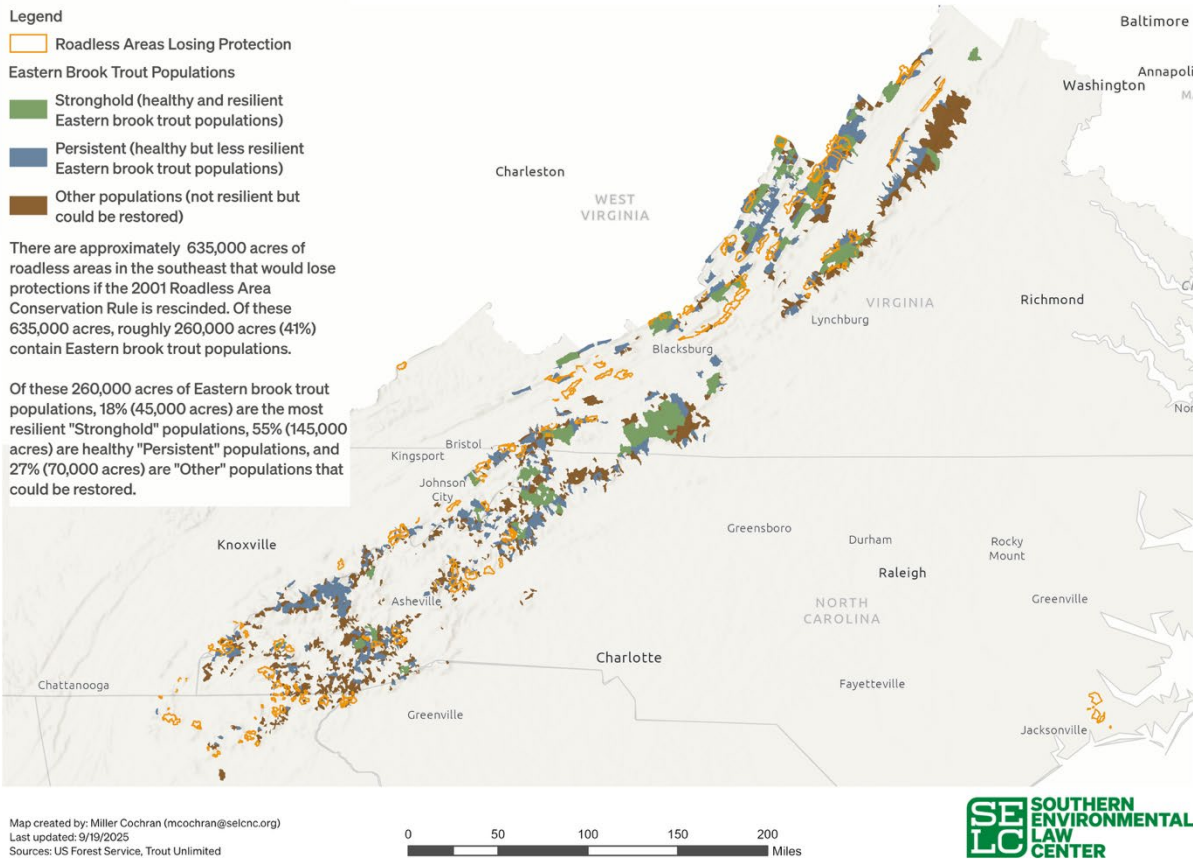 Legend
Roadless Areas Losing Protection
Eastern Brook Trout Populations
Stronghold (healthy and resilient
Eastern brook trout populations)
Persistent (healthy but less resilient
Eastern brook trout populations)
Other populations (not resilient but
could be restored)
There are approximately 635,000 acres of
roadless areas in the southeast that would lose
protections if the 2001 Roadless Area
Conservation Rule is rescinded. Of these
635,000 acres, roughly 260,000 acres (41%)
contain Eastern brook trout populations.
Of these 260,000 acres of Eastern brook trout
populations, 18% (45,000 acres) are the most
resilient "Stronghold" populations, 55% (145,000
acres) are healthy "Persistent" populations, and
27% (70,000 acres) are "Other" populations that
could be restored.
Baltimore
Washington
Charleston
WEST
VIRGINIA
VIRGINIA
Richmond
Lynchburg
Blacksburg
Bristol
Kingsport
Johnson
City
Greensboro
Durham
Rocky
Mount
Raleigh
Knoxville
Asheville
NORTH
CAROLINA
Greenville
Charlotte
Chattanooga
Fayetteville
Greenville
Jacksonville
Map created by: Miller Cochran (mcochran@selcnc.org)
Last updated: 9/19/2025
Sources: US Forest Service, Trout Unlimited
0 50 100 150 200
Miles
SELC
SOUTHERN
ENVIRONMENTAL
LAW
CENTER